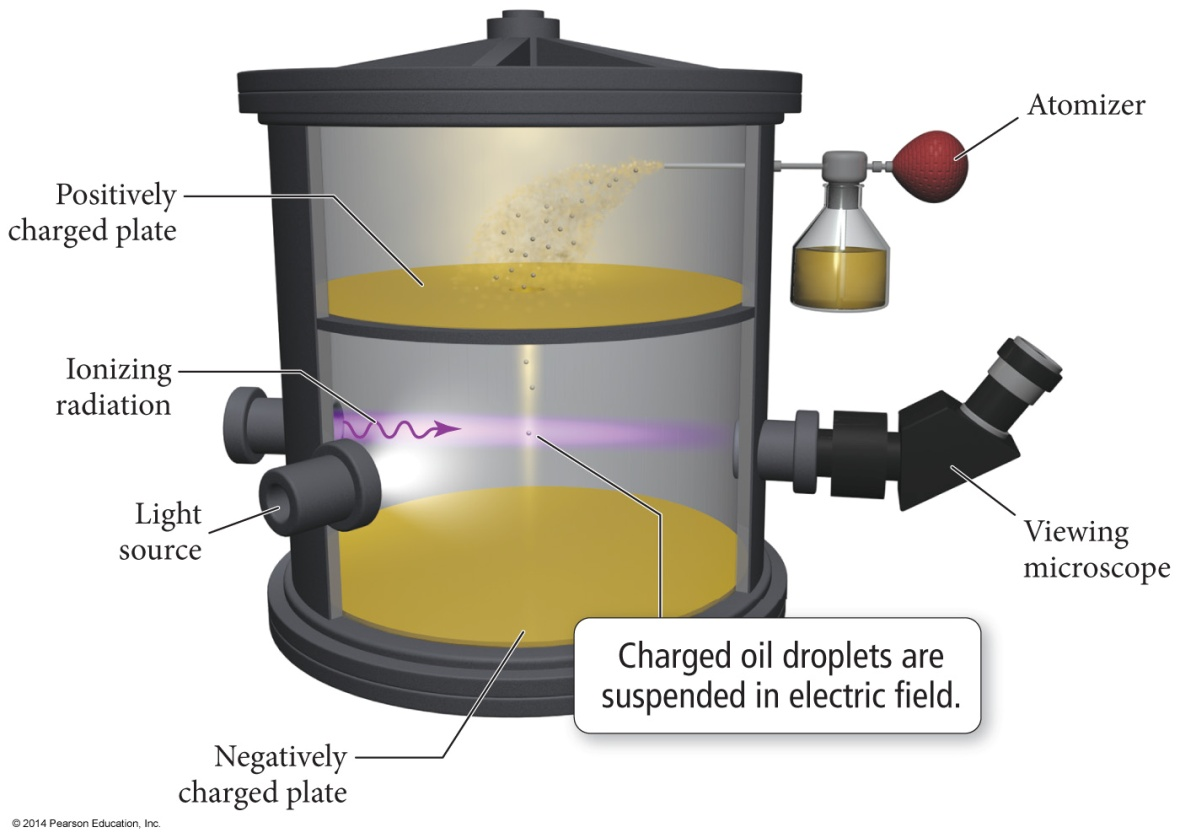 Atomizer
Positively
charged plate
Ionizing
radiation
Light
source
Viewing
microscope
Charged oil droplets are
suspended in electric field.
Negatively
charged plate
© 2014 Pearson Education, Inc.